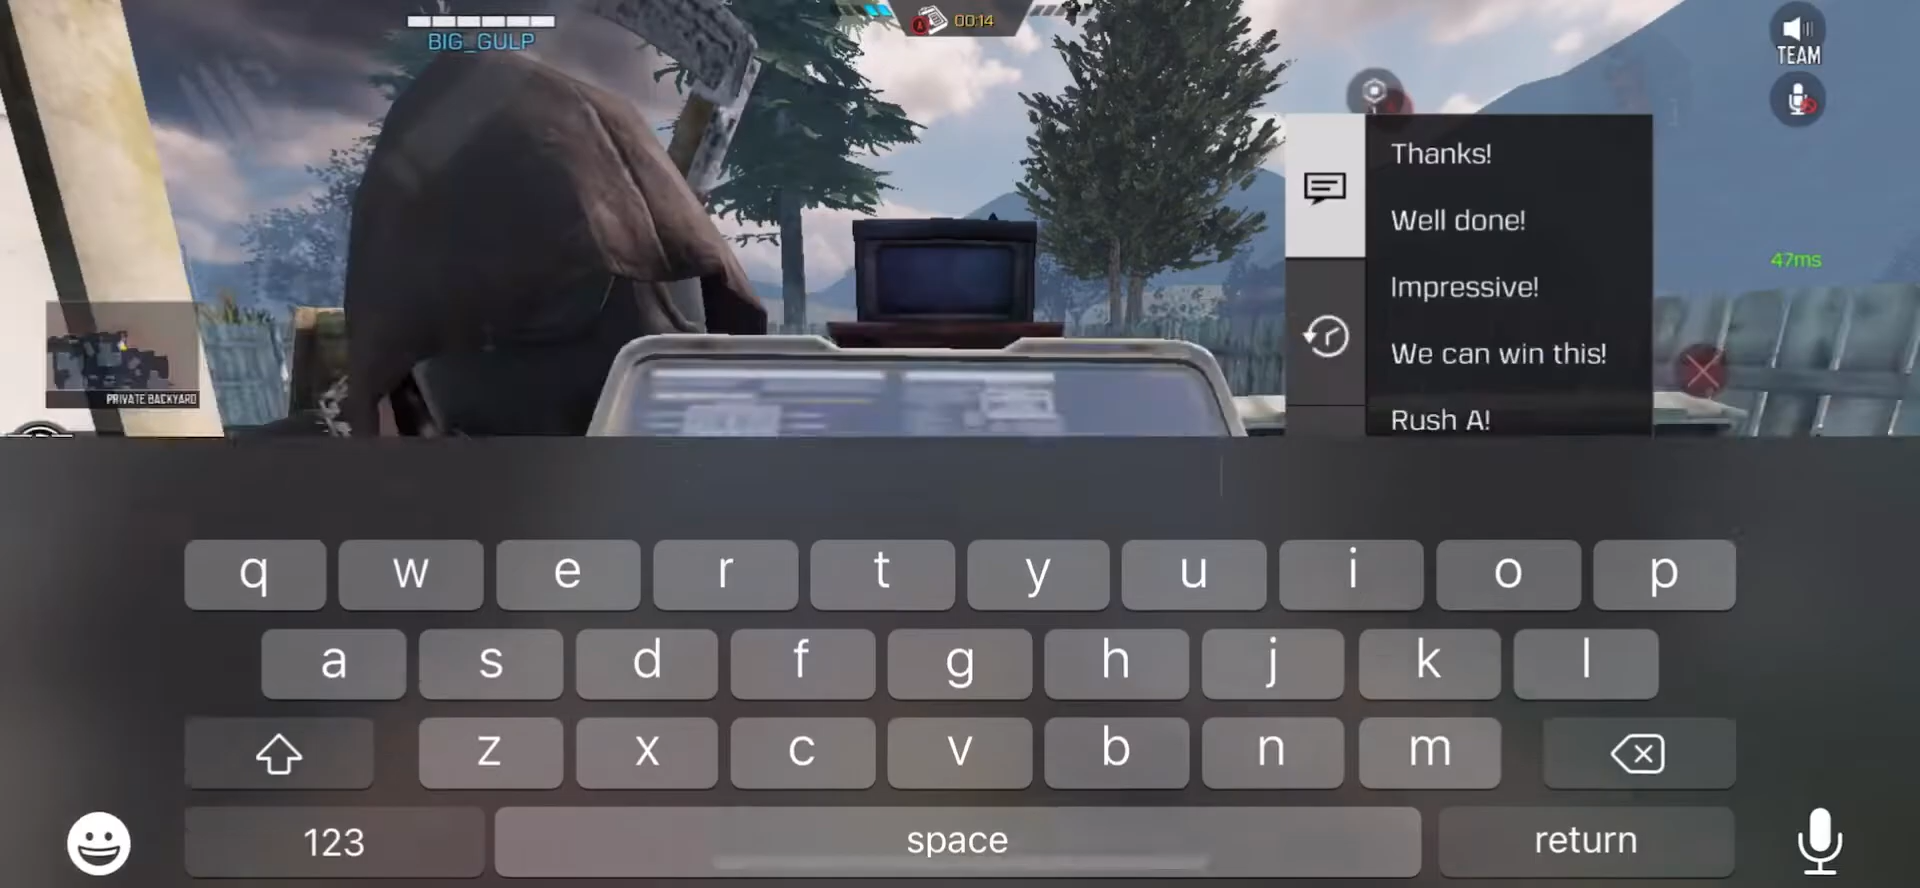 BIG_GULP
A
00:14
TEAM
Thanks!
Well done!
Impressive!
We can win this!
Rush A!
47ms
PRIVATE BACKYARD
q w e r t y u i o p
a s d f g h j k l
z x c v b n m
123 space return